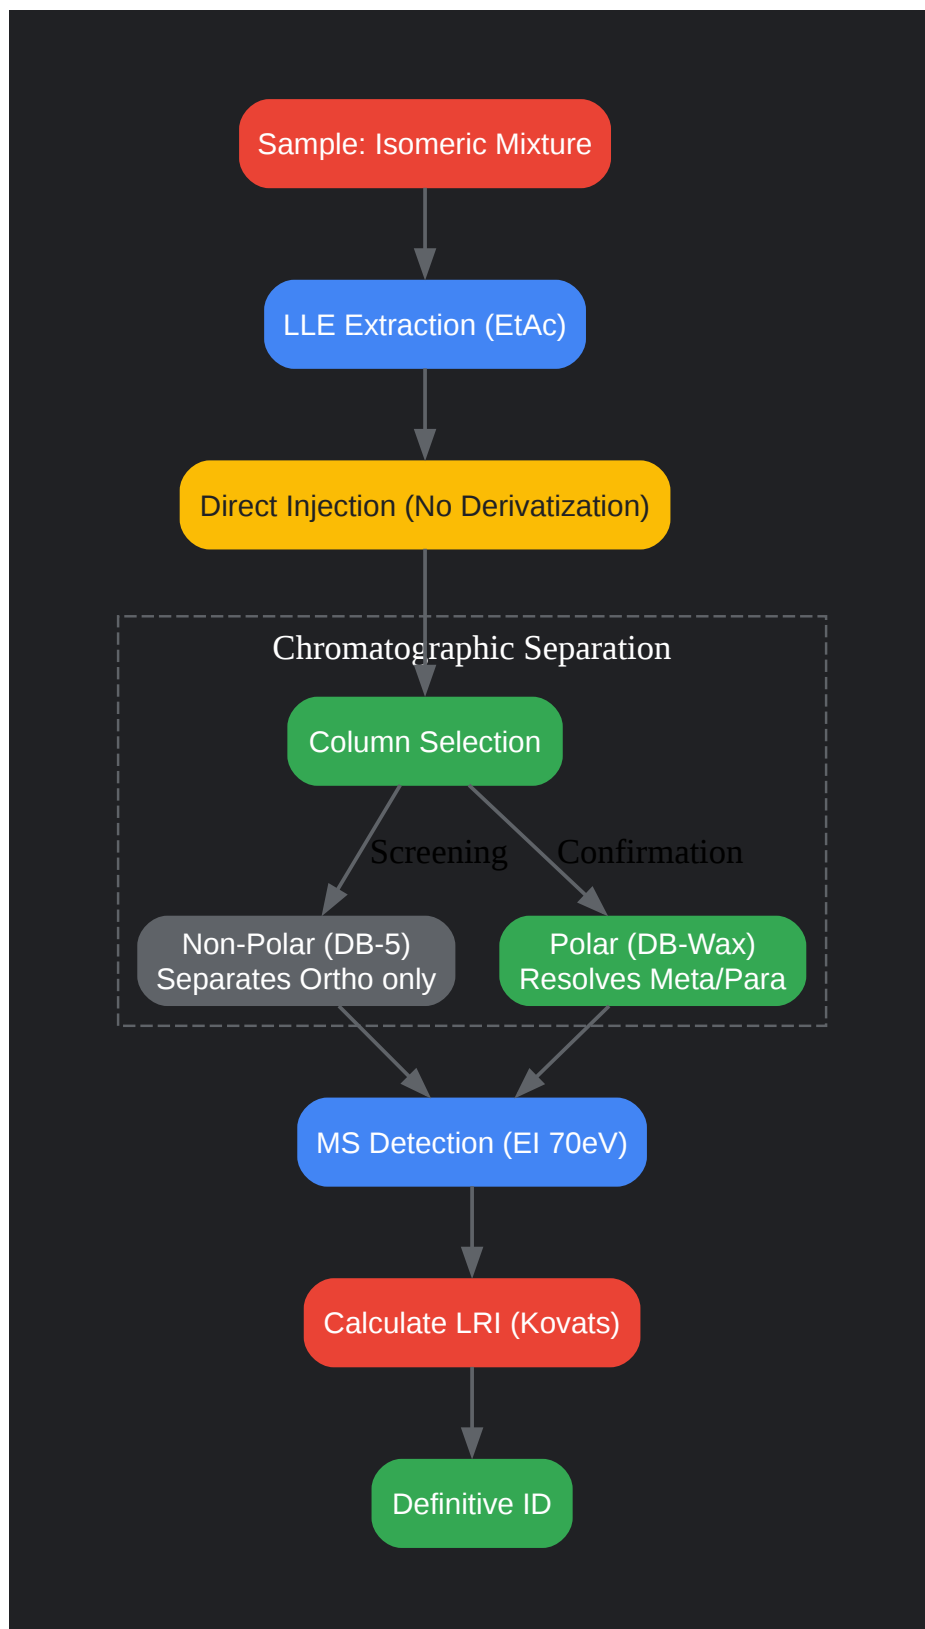 Sample: Isomeric Mixture
LLE Extraction (EtAc)
Direct Injection (No Derivatization)
Chromatographic Separation
Column Selection
Screening
Confirmation
Non-Polar (DB-5)
Separates Ortho only
Polar (DB-Wax)
Resolves Meta/Para
MS Detection (EI 70eV)
Calculate LRI (Kovats)
Definitive ID